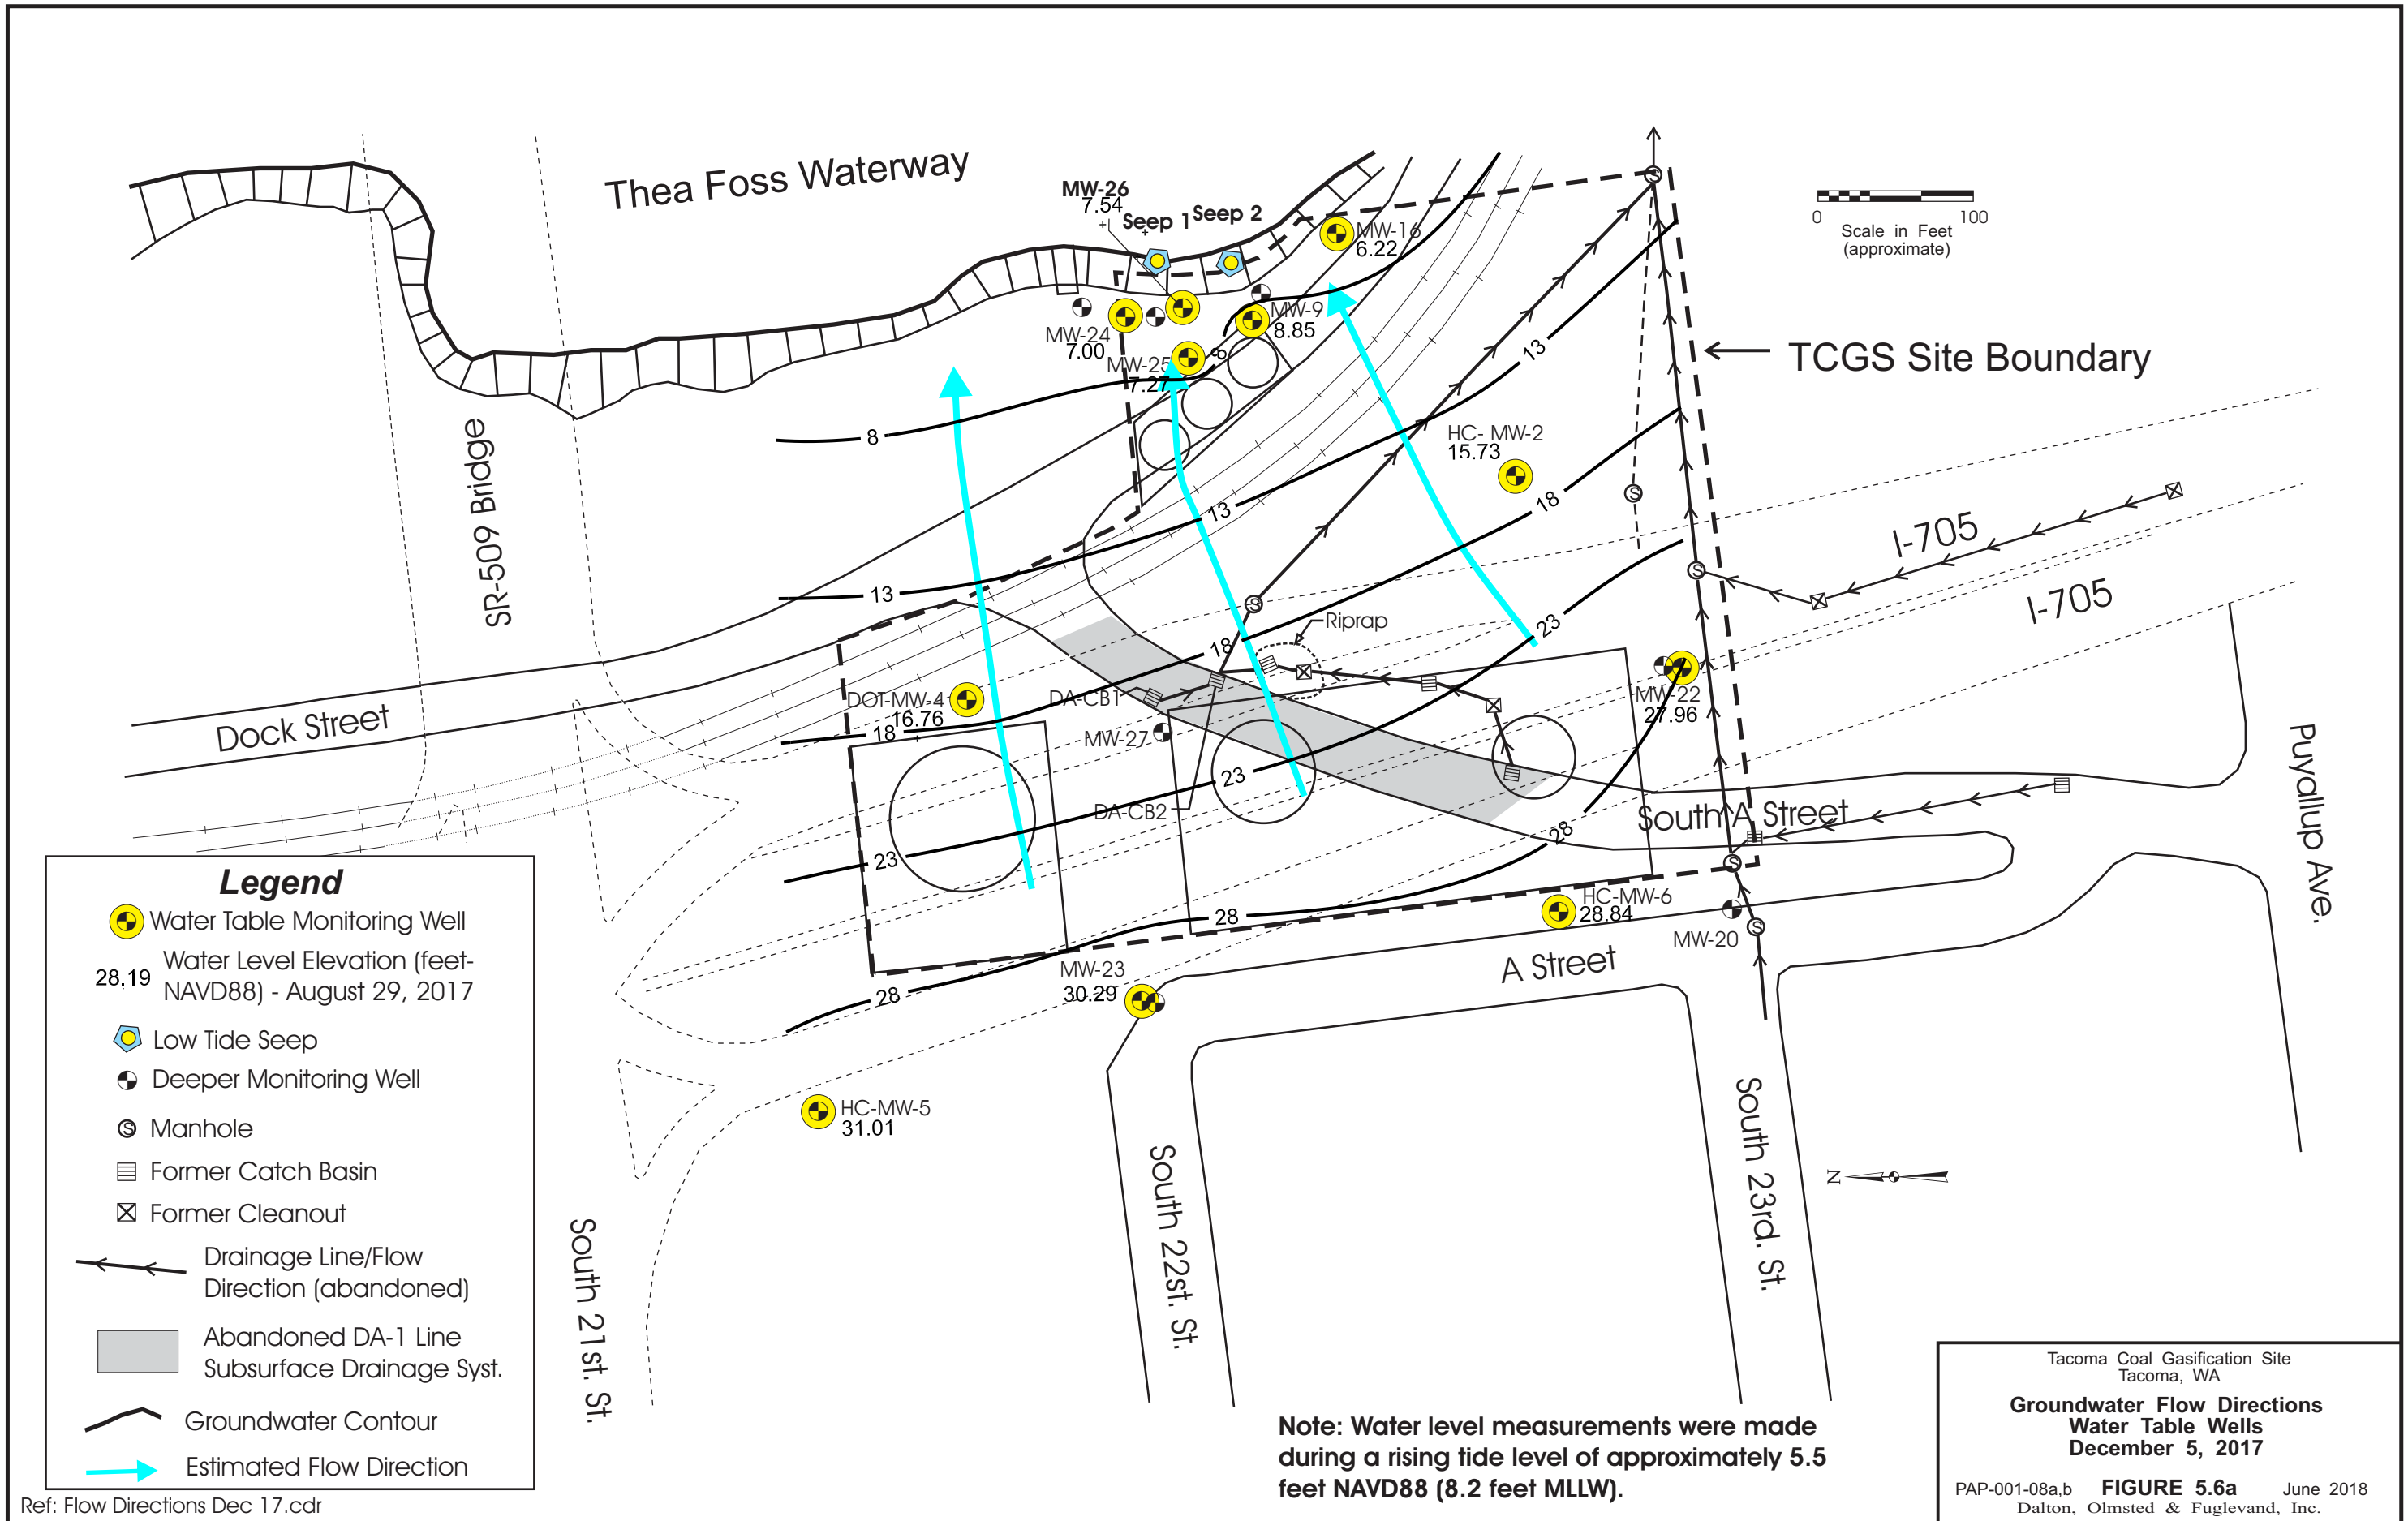 Thea Foss Waterway
MW-26
7.54
Seep 1
Seep 2
MW-16
6.22
0
100
Scale in Feet
(approximate)
MW-9
8.85
MW-24
7.00
MW-25
7.27
8
8
13
TCGS Site Boundary
HC- MW-2
15.73
SR-509 Bridge
13
18
I-705
I-705
13
23
Riprap
18
DOT-MW-4
16.76
18
DA-CB1
MW-27
MW-22
27.96
Dock Street
23
DA-CB2
South A Street
Puyallup Ave.
28
23
28
HC-MW-6
28.84
MW-20
A Street
MW-23
30.29
28
HC-MW-5
31.01
South 21st. St.
South 22st. St.
South 23rd. St.
N
Legend
Water Table Monitoring Well
28.19
Water Level Elevation (feet-
NAVD88) - August 29, 2017
Low Tide Seep
Deeper Monitoring Well
S Manhole
Former Catch Basin
Former Cleanout
Drainage Line/Flow
Direction (abandoned)
Abandoned DA-1 Line
Subsurface Drainage Syst.
Groundwater Contour
Estimated Flow Direction
Ref: Flow Directions Dec 17.cdr
Note: Water level measurements were made
during a rising tide level of approximately 5.5
feet NAVD88 (8.2 feet MLLW).
Tacoma Coal Gasification Site
Tacoma, WA
Groundwater Flow Directions
Water Table Wells
December 5, 2017
PAP-001-08a,b FIGURE 5.6a June 2018
Dalton, Olmsted & Fuglevand, Inc.